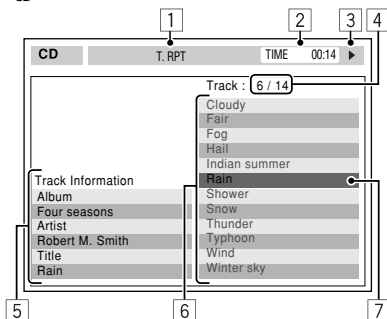 CD
1 2 3 4
CD T. RPT TIME 00:14
Track : 6 / 14
Cloudy
Fair
Fog
Hail
Indian summer
Rain
Shower
Snow
Thunder
Typhoon
Wind
Winter sky
Track Information
Album
Four seasons
Artist
Robert M. Smith
Title
Rain
5 6 7